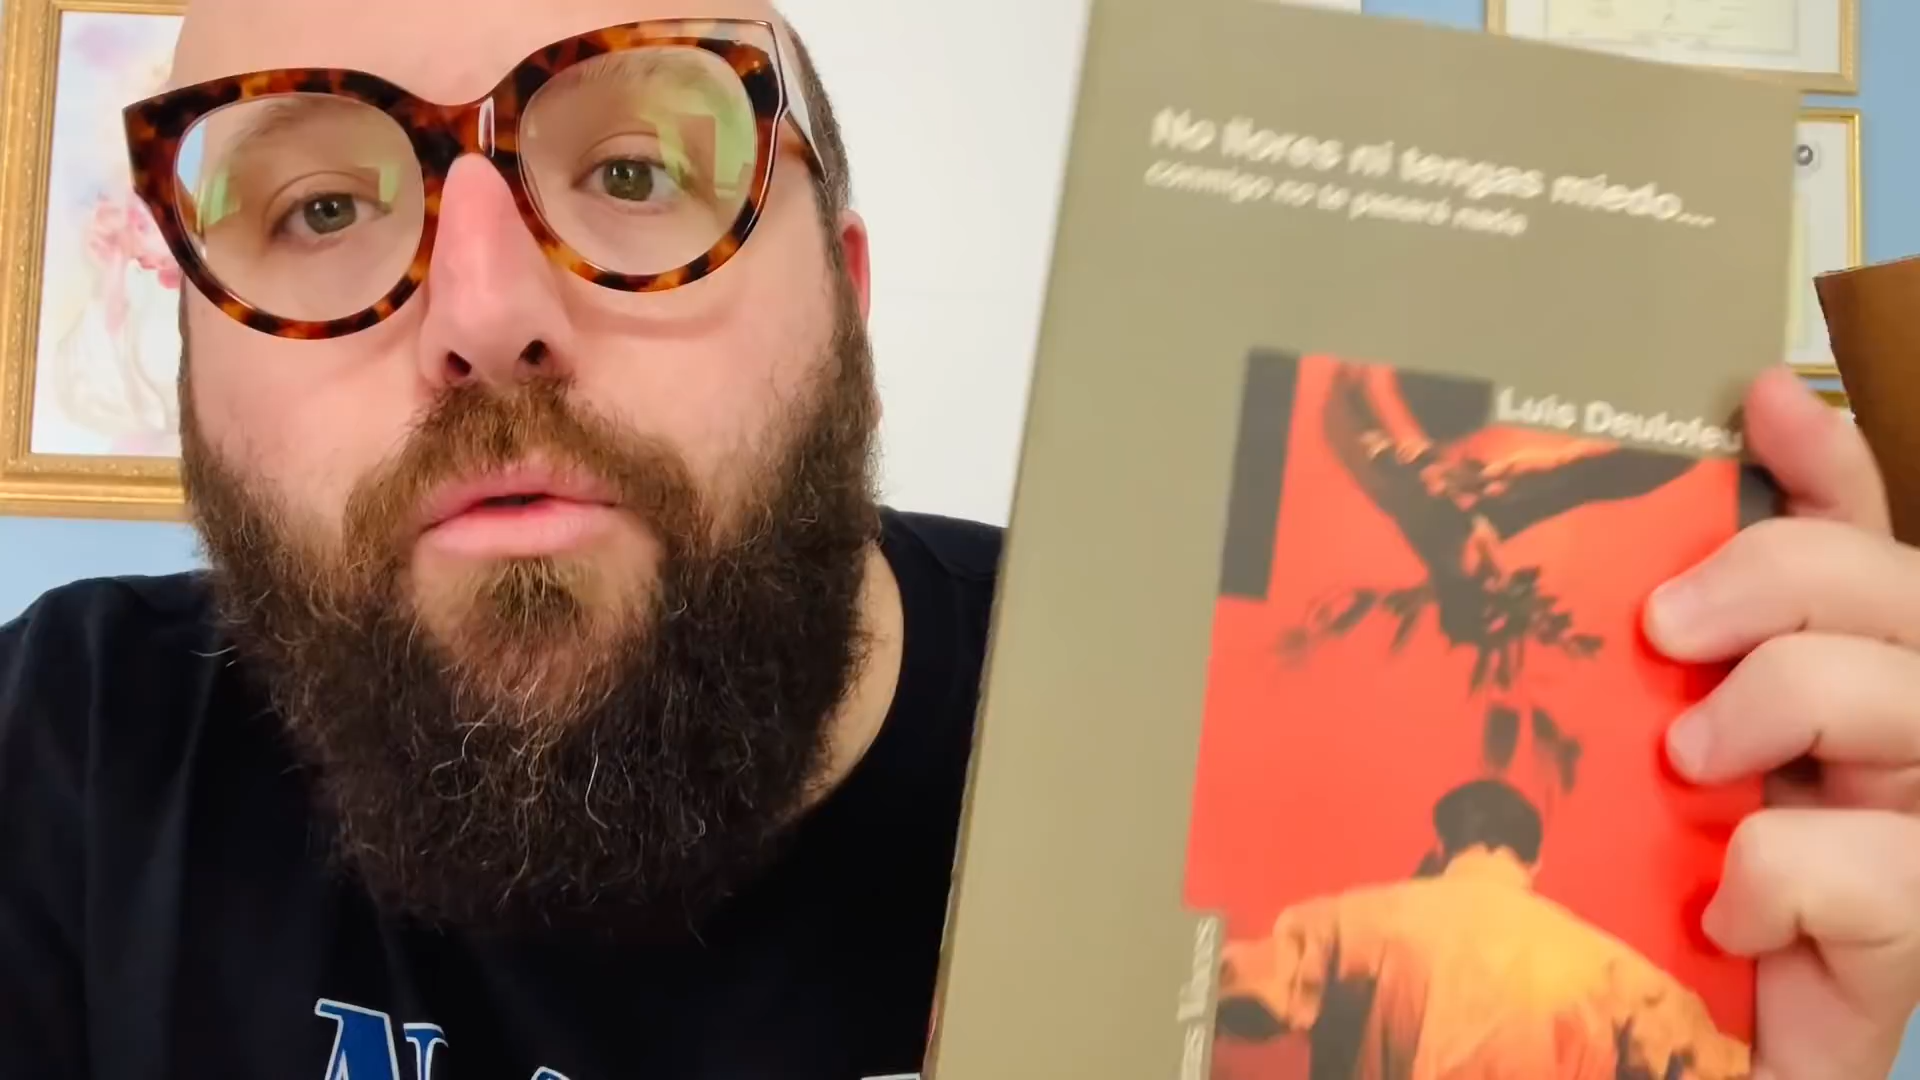 No llores ni tengas miedo...
conmigo no te pasará nada
Luis Deulofeu